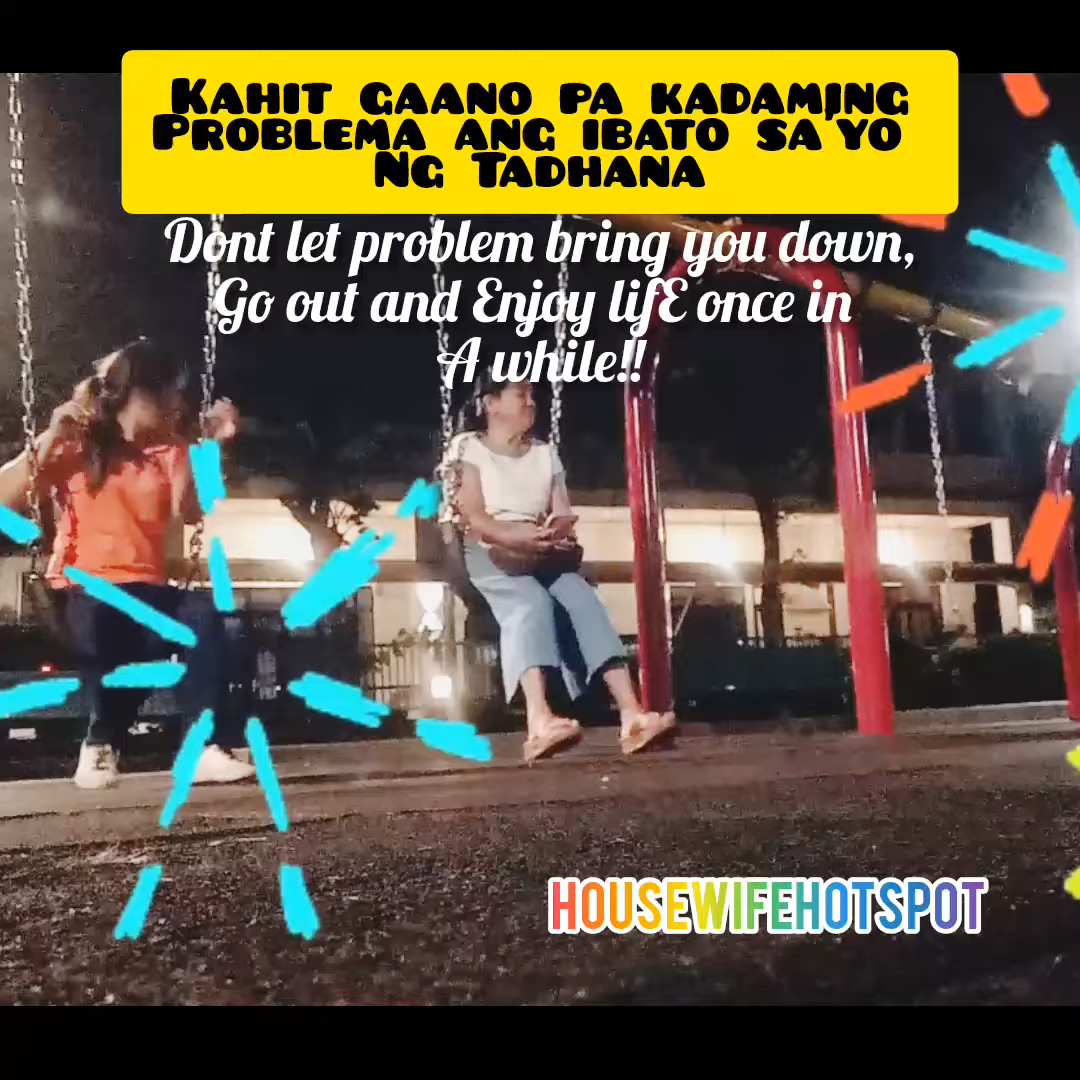 Kahit gaano pa kadaming
Problema ang ibato sa'yo
Ng Tadhana
Dont let problem bring you down,
Go out and Enjoy lifE once in
A while!!
HOUSEWIFEHOTSPOT